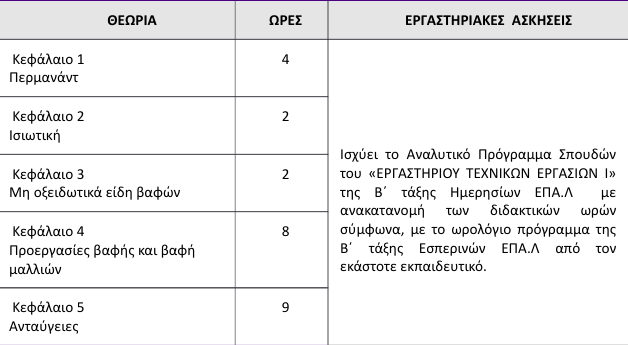 ΘΕΩΡΙΑ ΩΡΕΣ ΕΡΓΑΣΤΗΡΙΑΚΕΣ ΑΣΚΗΣΕΙΣ
Κεφάλαιο 1 4
Περμανάντ
Κεφάλαιο 2 2
Ισιωτική
Κεφάλαιο 3 2
Μη οξειδωτικά είδη βαφών
Κεφάλαιο 4 8
Προεργασίες βαφής και βαφή
μαλλιών
Κεφάλαιο 5 9
Ανταύγειες
Ισχύει το Αναλυτικό Πρόγραμμα Σπουδών
του «ΕΡΓΑΣΤΗΡΙΟΥ ΤΕΧΝΙΚΩΝ ΕΡΓΑΣΙΩΝ Ι»
της Β΄ τάξης Ημερησίων ΕΠΑ.Λ με
ανακατανομή των διδακτικών ωρών
σύμφωνα, με το ωρολόγιο πρόγραμμα της
Β΄ τάξης Εσπερινών ΕΠΑ.Λ από τον
εκάστοτε εκπαιδευτικό.